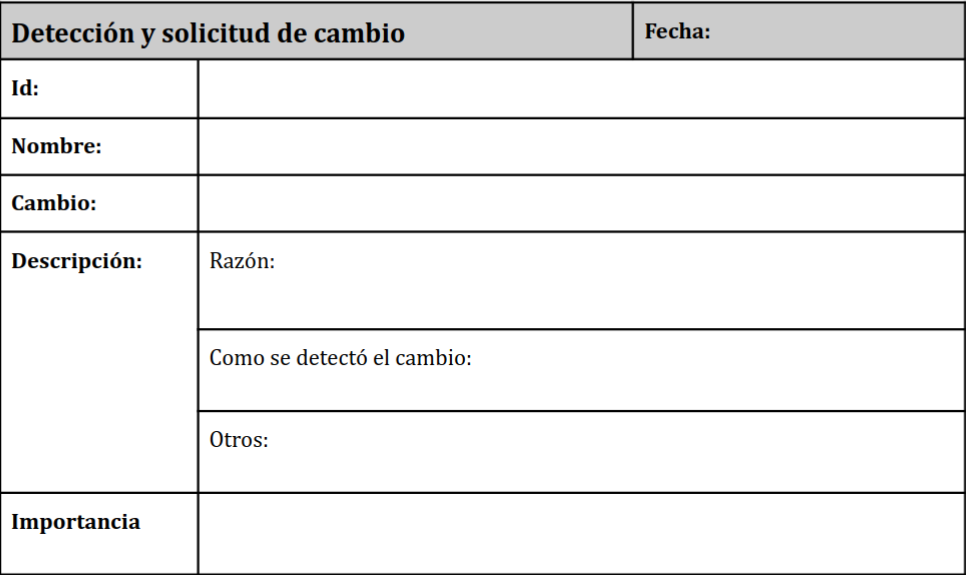 Detección y solicitud de cambio
Fecha:
Id:
Nombre:
Cambio:
Descripción:
Razón:
Como se detectó el cambio:
Otros:
Importancia